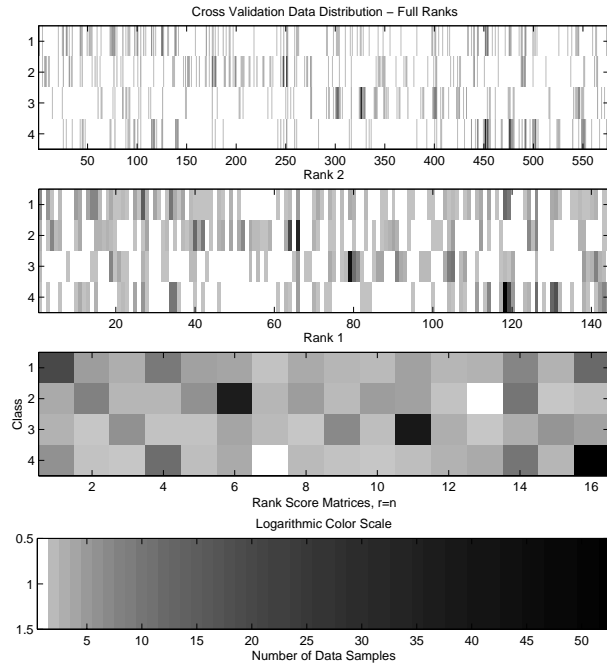 Cross Validation Data Distribution – Full Ranks
1
2
3
4
50 100 150 200 250 300 350 400 450 500 550
Rank 2
1
2
3
4
20 40 60 80 100 120 140
Rank 1
Class
1
2
3
4
2 4 6 8 10 12 14 16
Rank Score Matrices, r=n
Logarithmic Color Scale
0.5
1
1.5
5 10 15 20 25 30 35 40 45 50
Number of Data Samples